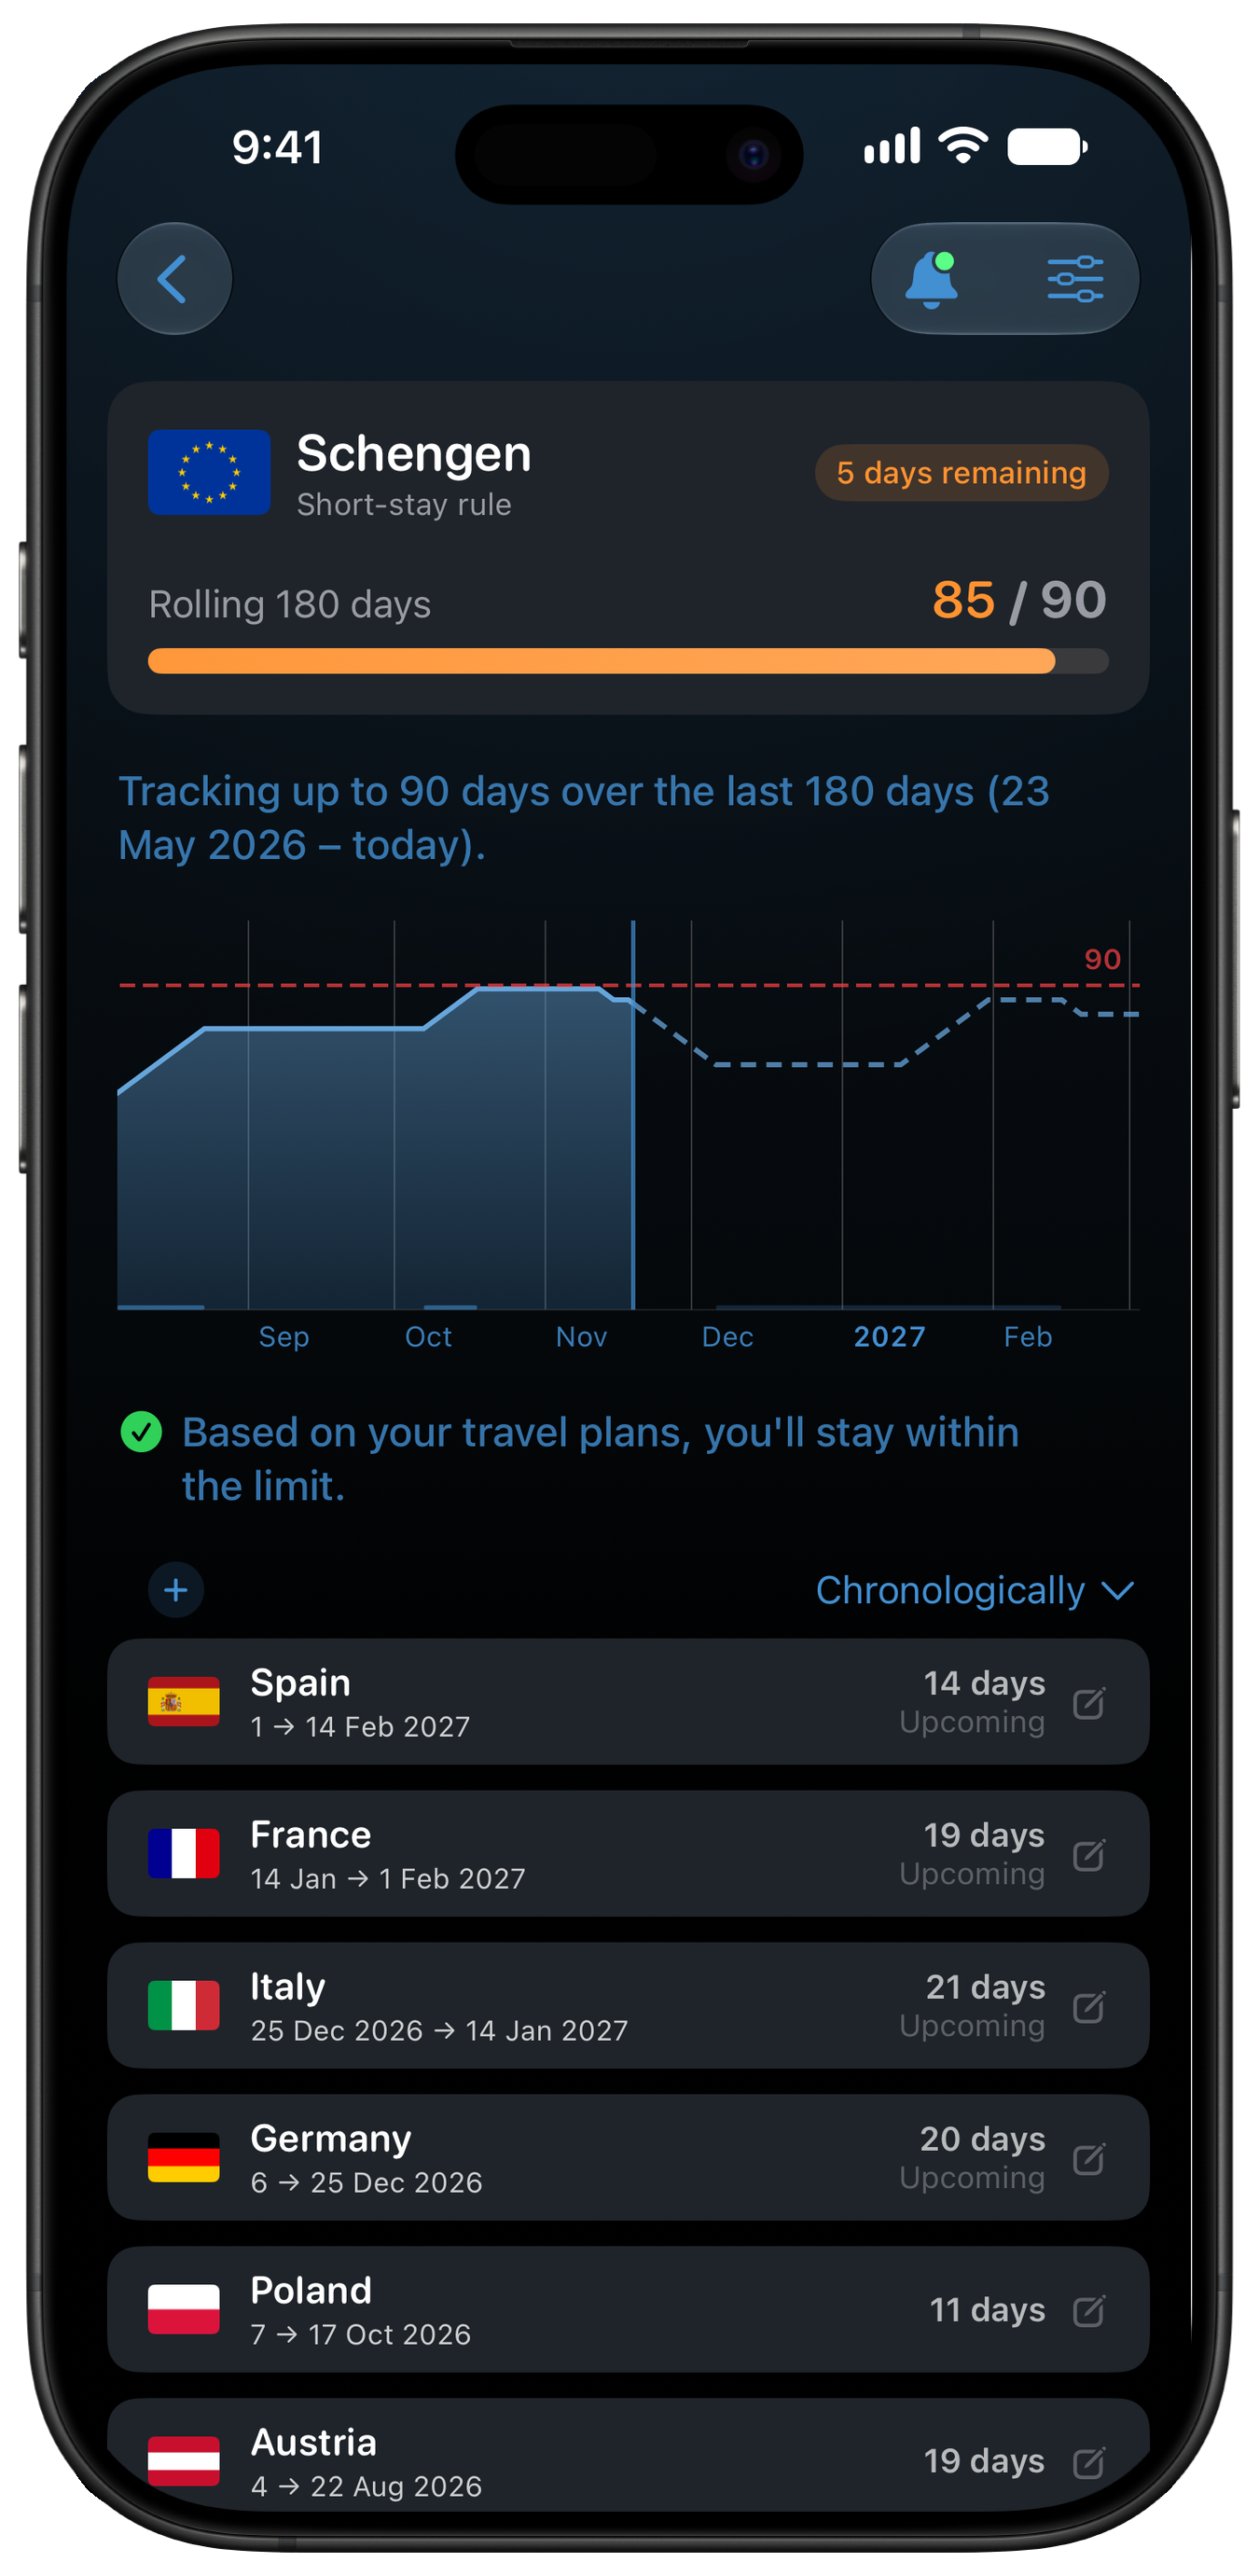 9:41
Schengen
Short-stay rule
5 days remaining
Rolling 180 days
85 / 90
Tracking up to 90 days over the last 180 days (23
May 2026 – today).
90
Sep Oct Nov Dec 2027 Feb
Based on your travel plans, you'll stay within
the limit.
Chronologically
Spain
14 days
1 → 14 Feb 2027
Upcoming
France
19 days
14 Jan → 1 Feb 2027
Upcoming
Italy
21 days
25 Dec 2026 → 14 Jan 2027
Upcoming
Germany
20 days
6 → 25 Dec 2026
Upcoming
Poland
11 days
7 → 17 Oct 2026
Austria
19 days
4 → 22 Aug 2026